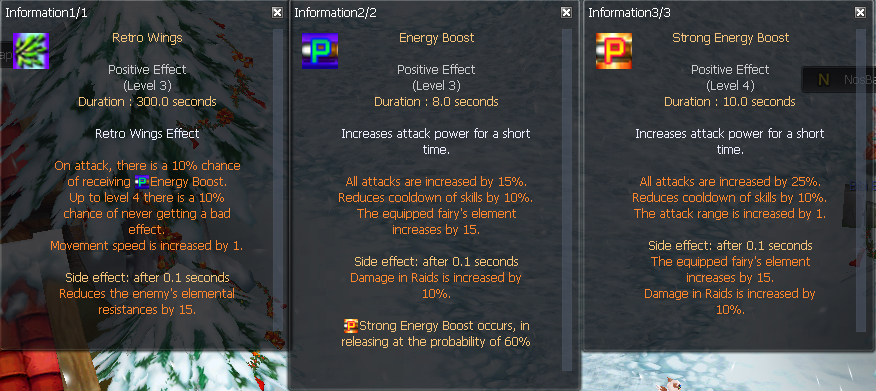 Information1/1
Retro Wings
Positive Effect
(Level 3)
Duration : 300.0 seconds
Retro Wings Effect
On attack, there is a 10% chance
of receiving Energy Boost.
Up to level 4 there is a 10%
chance of never getting a bad
effect.
Movement speed is increased by 1.
Side effect: after 0.1 seconds
Reduces the enemy's elemental
resistances by 15.
Information2/2
Energy Boost
Positive Effect
(Level 3)
Duration : 8.0 seconds
Increases attack power for a short
time.
All attacks are increased by 15%.
Reduces cooldown of skills by 10%.
The equipped fairy's element
increases by 15.
Side effect: after 0.1 seconds
Damage in Raids is increased by
10%.
Strong Energy Boost occurs, in
releasing at the probability of 60%
Information3/3
Strong Energy Boost
Positive Effect
(Level 4)
Duration : 10.0 seconds
Increases attack power for a short
time.
All attacks are increased by 25%.
Reduces cooldown of skills by 10%.
The attack range is increased by 1.
Side effect: after 0.1 seconds
The equipped fairy's element
increases by 15.
Damage in Raids is increased by
10%.
N NosBa